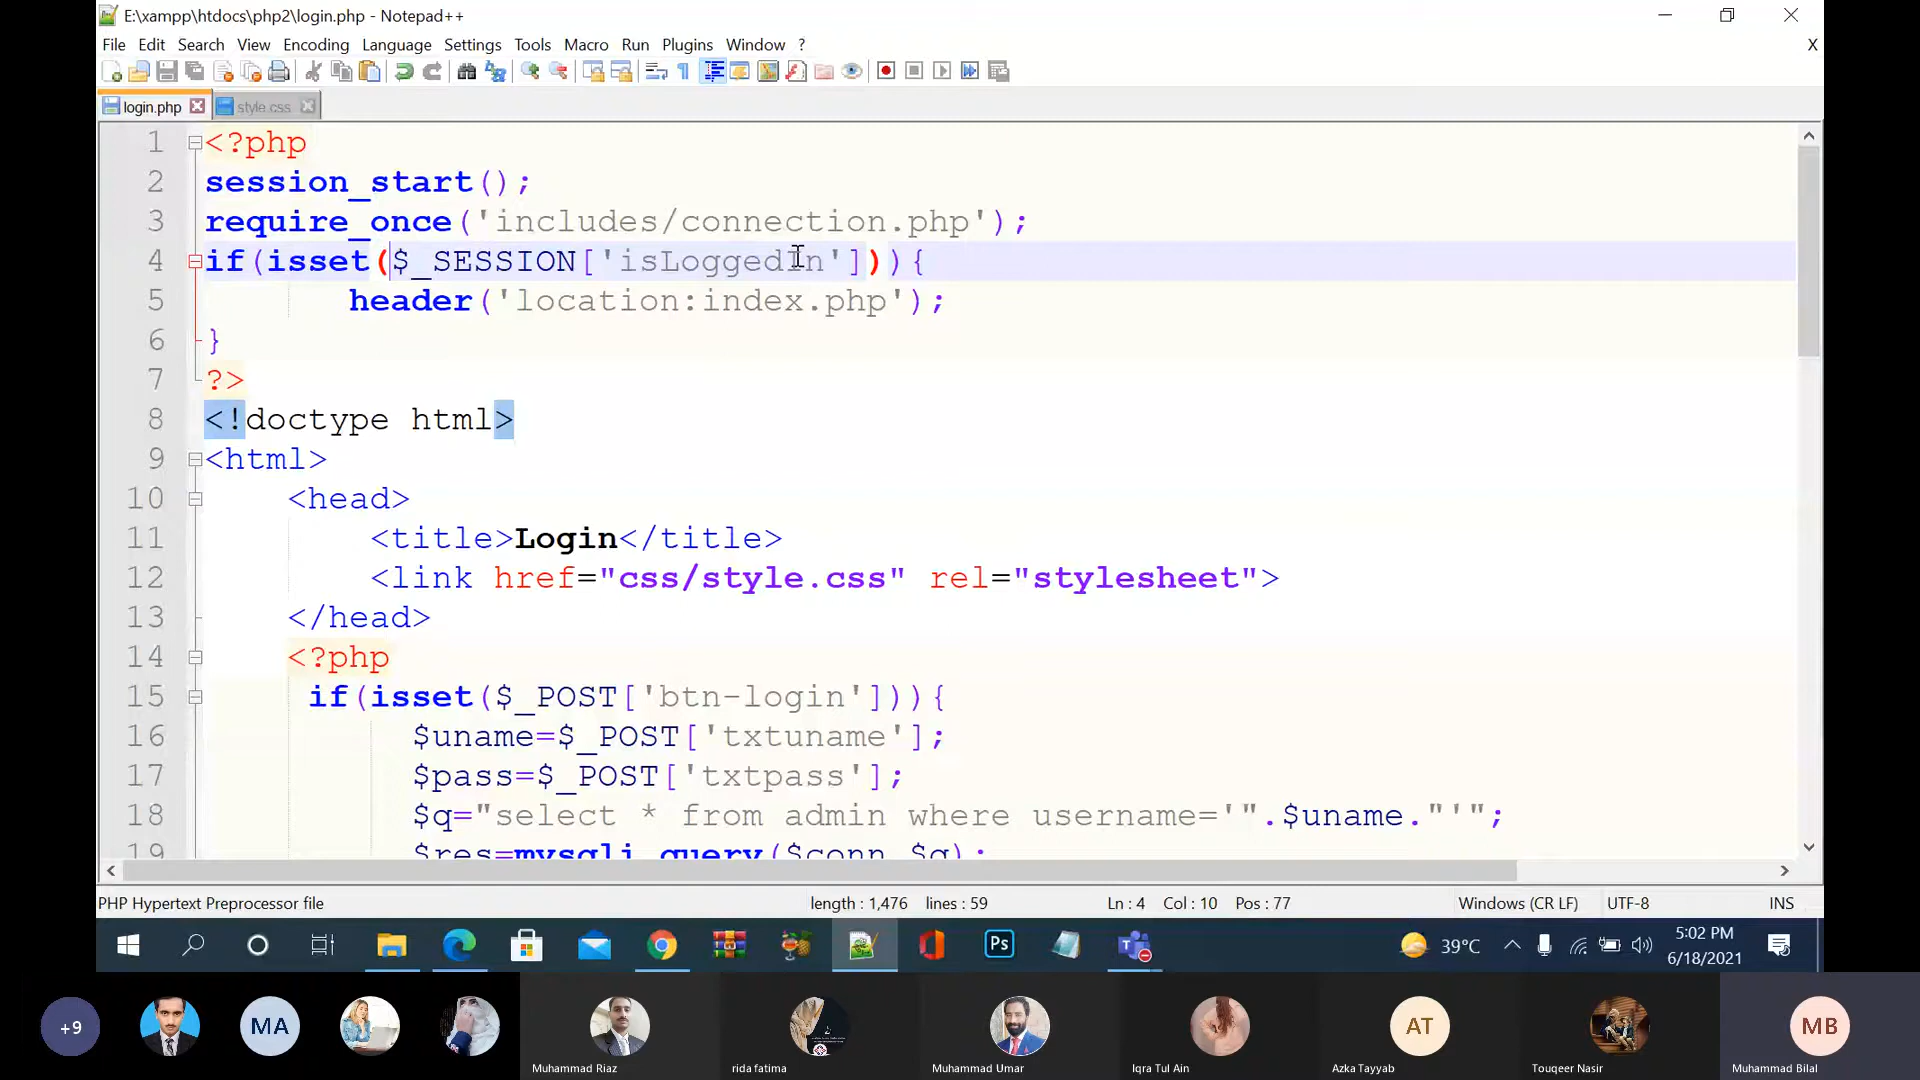 E:\xampp\htdocs\php2\login.php - Notepad++
File Edit Search View Encoding Language Settings Tools Macro Run Plugins Window ? X
login.php style.css
1 <?php
2 session_start();
3 require_once('includes/connection.php');
4 if(isset($_SESSION['isLoggedIn'])){
5 header('location:index.php');
6 }
7 ?>
8 <!doctype html>
9 <html>
10 <head>
11 <title>Login</title>
12 <link href="css/style.css" rel="stylesheet">
13 </head>
14 <?php
15 if(isset($_POST['btn-login'])){
16 $uname=$_POST['txtuname'];
17 $pass=$_POST['txtpass'];
18 $q="select * from admin where username='".$uname."'";
19 $res=mysqli_query($conn,$q);
PHP Hypertext Preprocessor file length : 1,476 lines : 59 Ln : 4 Col : 10 Pos : 77 Windows (CR LF) UTF-8 INS
Ps 39°C 5:02 PM
6/18/2021
+9 MA AT MB
Muhammad Riaz rida fatima Muhammad Umar Iqra Tul Ain Azka Tayyab Touqeer Nasir Muhammad Bilal